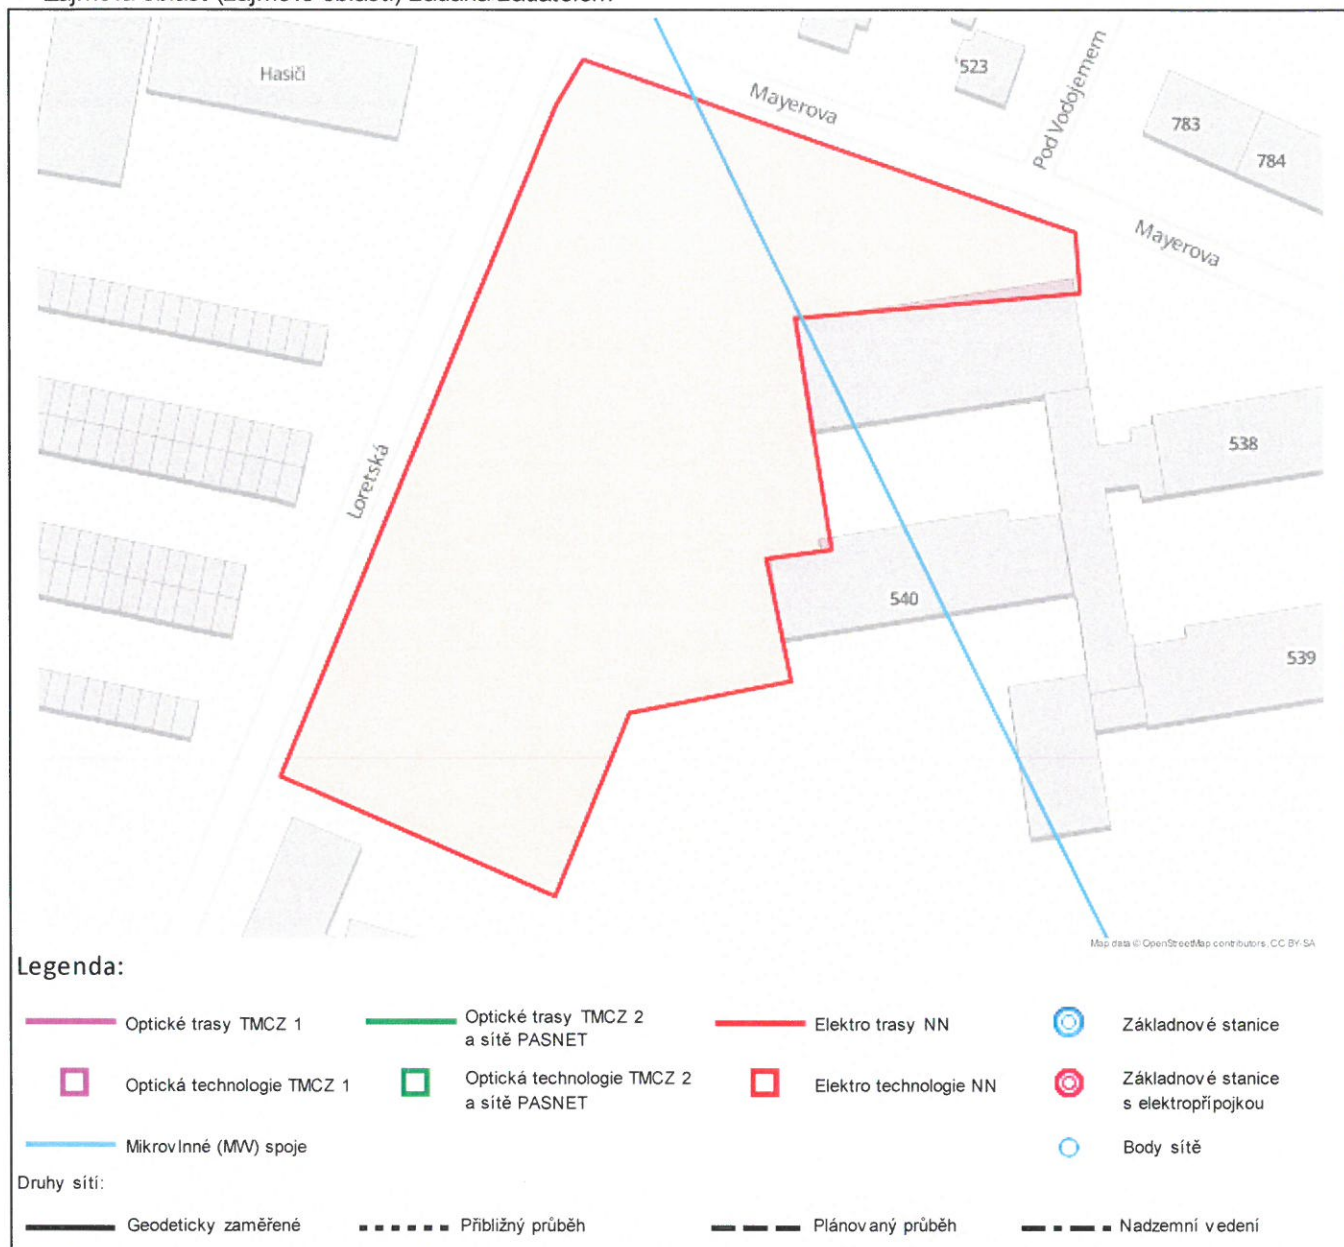 Hasiči
523
Mayerova
Pod Vodojemem
783
784
Mayerova
Loretská
538
540
539
Map data © OpenStreetMap contributors, CC BY-SA
Legenda:
Optické trasy TMCZ 1
Optické trasy TMCZ 2
a sítě PASNET
Elektro trasy NN
Základnové stanice
Optická technologie TMCZ 1
Optická technologie TMCZ 2
a sítě PASNET
Elektro technologie NN
Základnové stanice
s elektropřípojkou
Mikrovlnné (MW) spoje
Body sítě
Druhy sítí:
Geodeticky zaměřené
Přibližný průběh
Plánovaný průběh
Nadzemní vedení